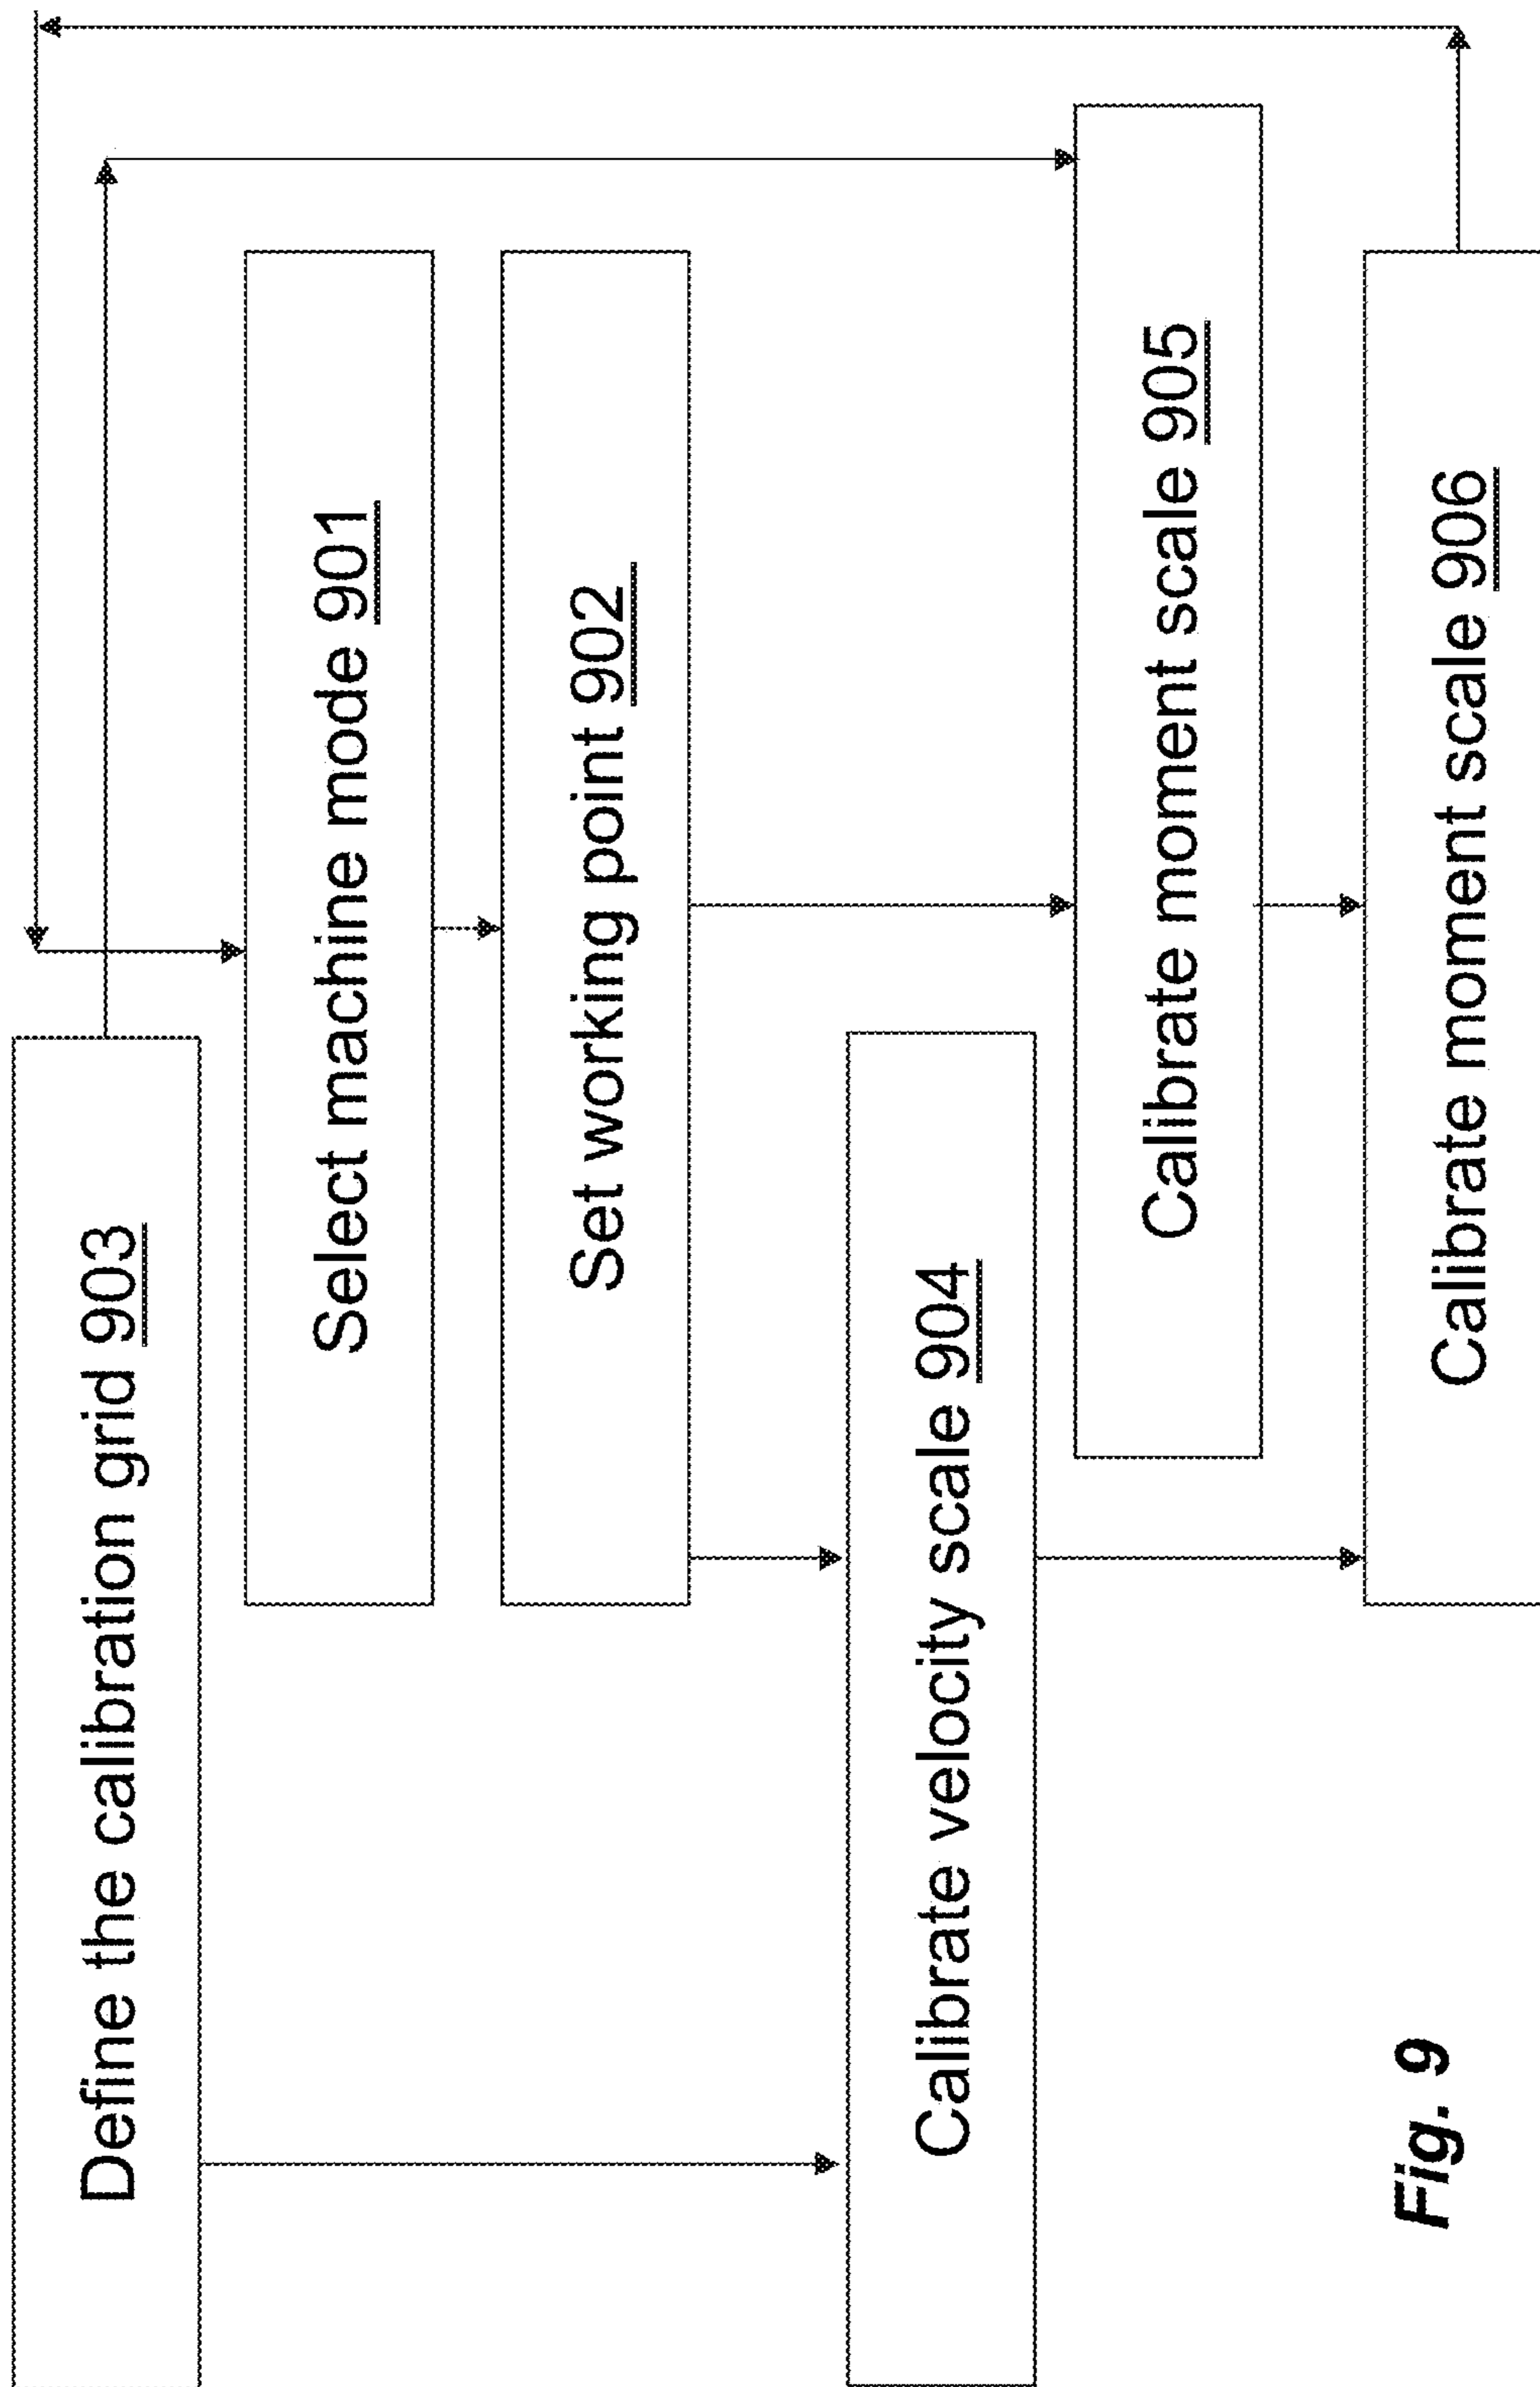 Define the calibration grid 903
Select machine mode 901
Set working point 902
Calibrate velocity scale 904
Calibrate moment scale 905
Calibrate moment scale 906
Fig. 9